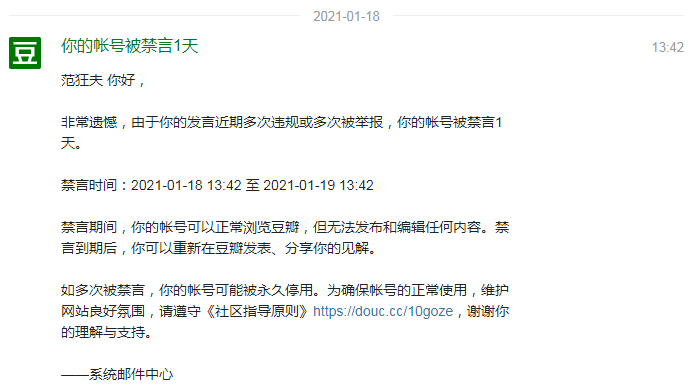 2021-01-18
豆
你的帐号被禁言1天
13:42
范狂夫 你好，
非常遗憾，由于你的发言近期多次违规或多次被举报，你的帐号被禁言1
天。
禁言时间：2021-01-18 13:42 至 2021-01-19 13:42
禁言期间，你的帐号可以正常浏览豆瓣，但无法发布和编辑任何内容。禁
言到期后，你可以重新在豆瓣发表、分享你的见解。
如多次被禁言，你的帐号可能被永久停用。为确保帐号的正常使用，维护
网站良好氛围，请遵守《社区指导原则》https://douc.cc/10goze，谢谢你
的理解与支持。
——系统邮件中心